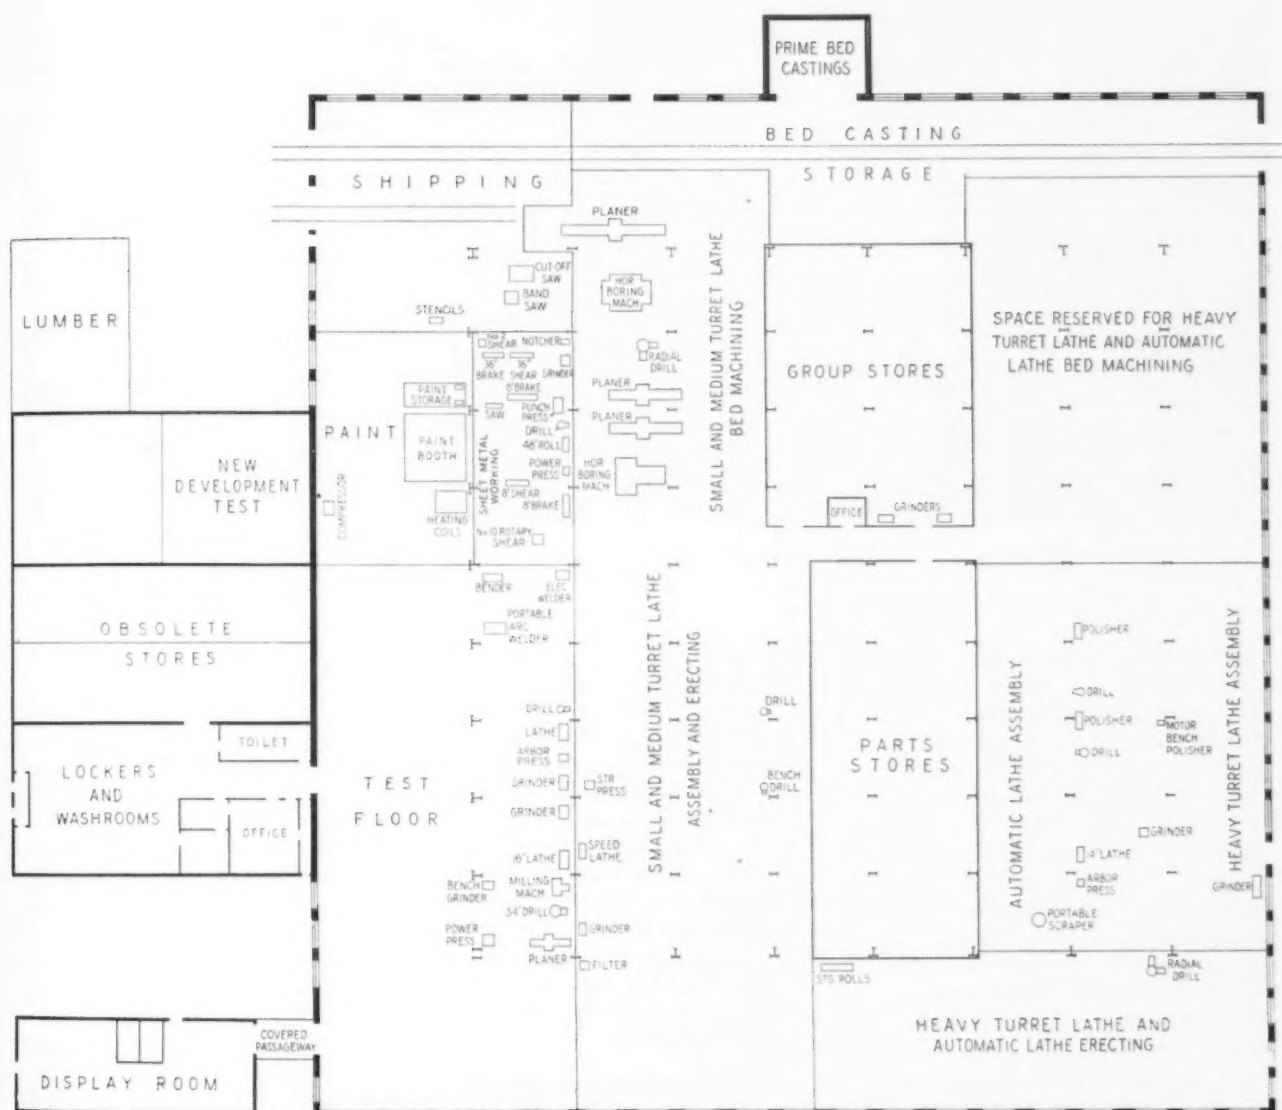 PRIME BED
CASTINGS
BED CASTING
STORAGE
SHIPPING
PLANER
CUT-OFF
SAW
BAND
SAW
STENCILS
HOR
BORING
MACH
LUMBER
No 2
SHEAR
NOTCHER
36"
BRAKE
36"
SHEAR
GRINDER
8' BRAKE
RADIAL
DRILL
SMALL AND MEDIUM TURRET LATHE
BED MACHINING
GROUP STORES
SPACE RESERVED FOR HEAVY
TURRET LATHE AND AUTOMATIC
LATHE BED MACHINING
PAINT
STORAGE
SAW
PUNCH
PRESS
PLANER
PLANER
DRILL
48" ROLL
PAINT
PAINT
BOOTH
SHEET METAL
WORKING
POWER
PRESS
HOR
BORING
MACH
8' SHEAR
8' BRAKE
NEW
DEVELOPMENT
TEST
COMPRESSOR
HEATING
COILS
No 10 ROTARY
SHEAR
OFFICE
GRINDERS
BENDER
ELEC
WELDER
PORTABLE
ARC
WELDER
OBSOLETE
STORES
SMALL AND MEDIUM TURRET LATHE
ASSEMBLY AND ERECTING
POLISHER
DRILL
DRILL
LATHE
ARBOR
PRESS
GRINDER
STR
PRESS
GRINDER
DRILL
BENCH
DRILL
PARTS
STORES
AUTOMATIC LATHE ASSEMBLY
POLISHER
DRILL
MOTOR
BENCH
POLISHER
HEAVY TURRET LATHE ASSEMBLY
TOILET
LOCKERS
AND
WASHROOMS
OFFICE
TEST
FLOOR
SPEED
LATHE
16" LATHE
BENCH
GRINDER
MILLING
MACH
34" DRILL
POWER
PRESS
PLANER
GRINDER
FILTER
GRINDER
14" LATHE
ARBOR
PRESS
GRINDER
PORTABLE
SCRAPER
STG ROLLS
RADIAL
DRILL
COVERED
PASSAGEWAY
DISPLAY ROOM
HEAVY TURRET LATHE AND
AUTOMATIC LATHE ERECTING